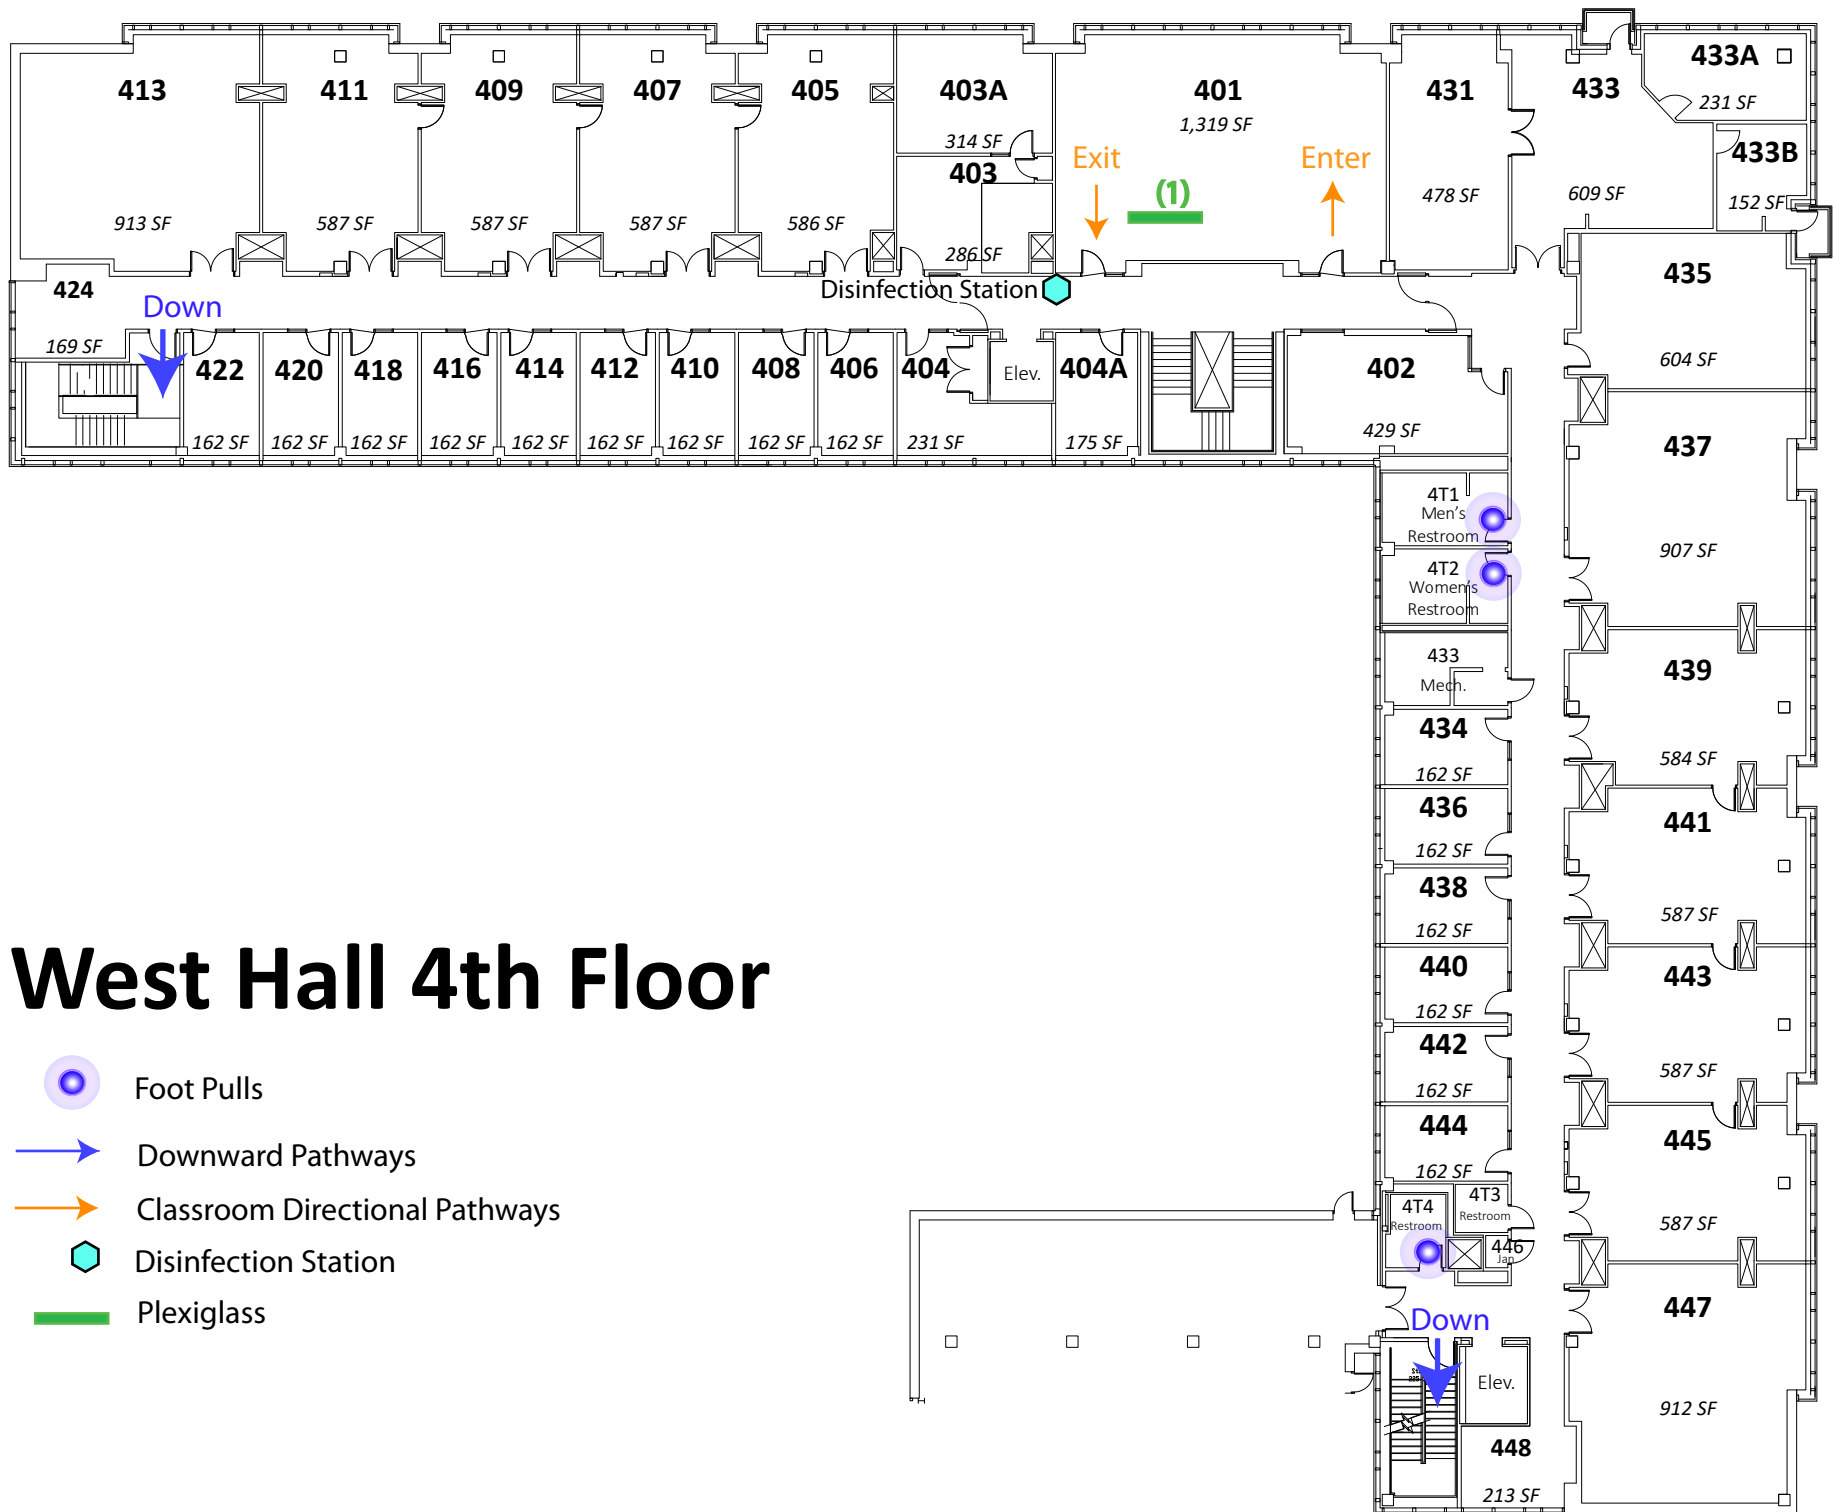 413
411
409
407
405
403A
401
431
433
433A
1,319 SF
231 SF
314 SF
403
Exit
Enter
433B
(1)
478 SF
609 SF
152 SF
913 SF
587 SF
587 SF
587 SF
586 SF
286 SF
435
424
Down
Disinfection Station
169 SF
604 SF
422
420
418
416
414
412
410
408
406
404
Elev.
404A
402
162 SF
162 SF
162 SF
162 SF
162 SF
162 SF
162 SF
162 SF
162 SF
231 SF
175 SF
429 SF
437
4T1
Men's
Restroom
907 SF
4T2
Women's
Restroom
433
Mech.
439
434
584 SF
162 SF
436
441
162 SF
438
587 SF
162 SF
440
443
162 SF
442
587 SF
162 SF
444
445
162 SF
4T3
Restroom
4T4
Restroom
587 SF
446
Jan
447
Down
Elev.
912 SF
448
213 SF
West Hall 4th Floor
Foot Pulls
Downward Pathways
Classroom Directional Pathways
Disinfection Station
Plexiglass